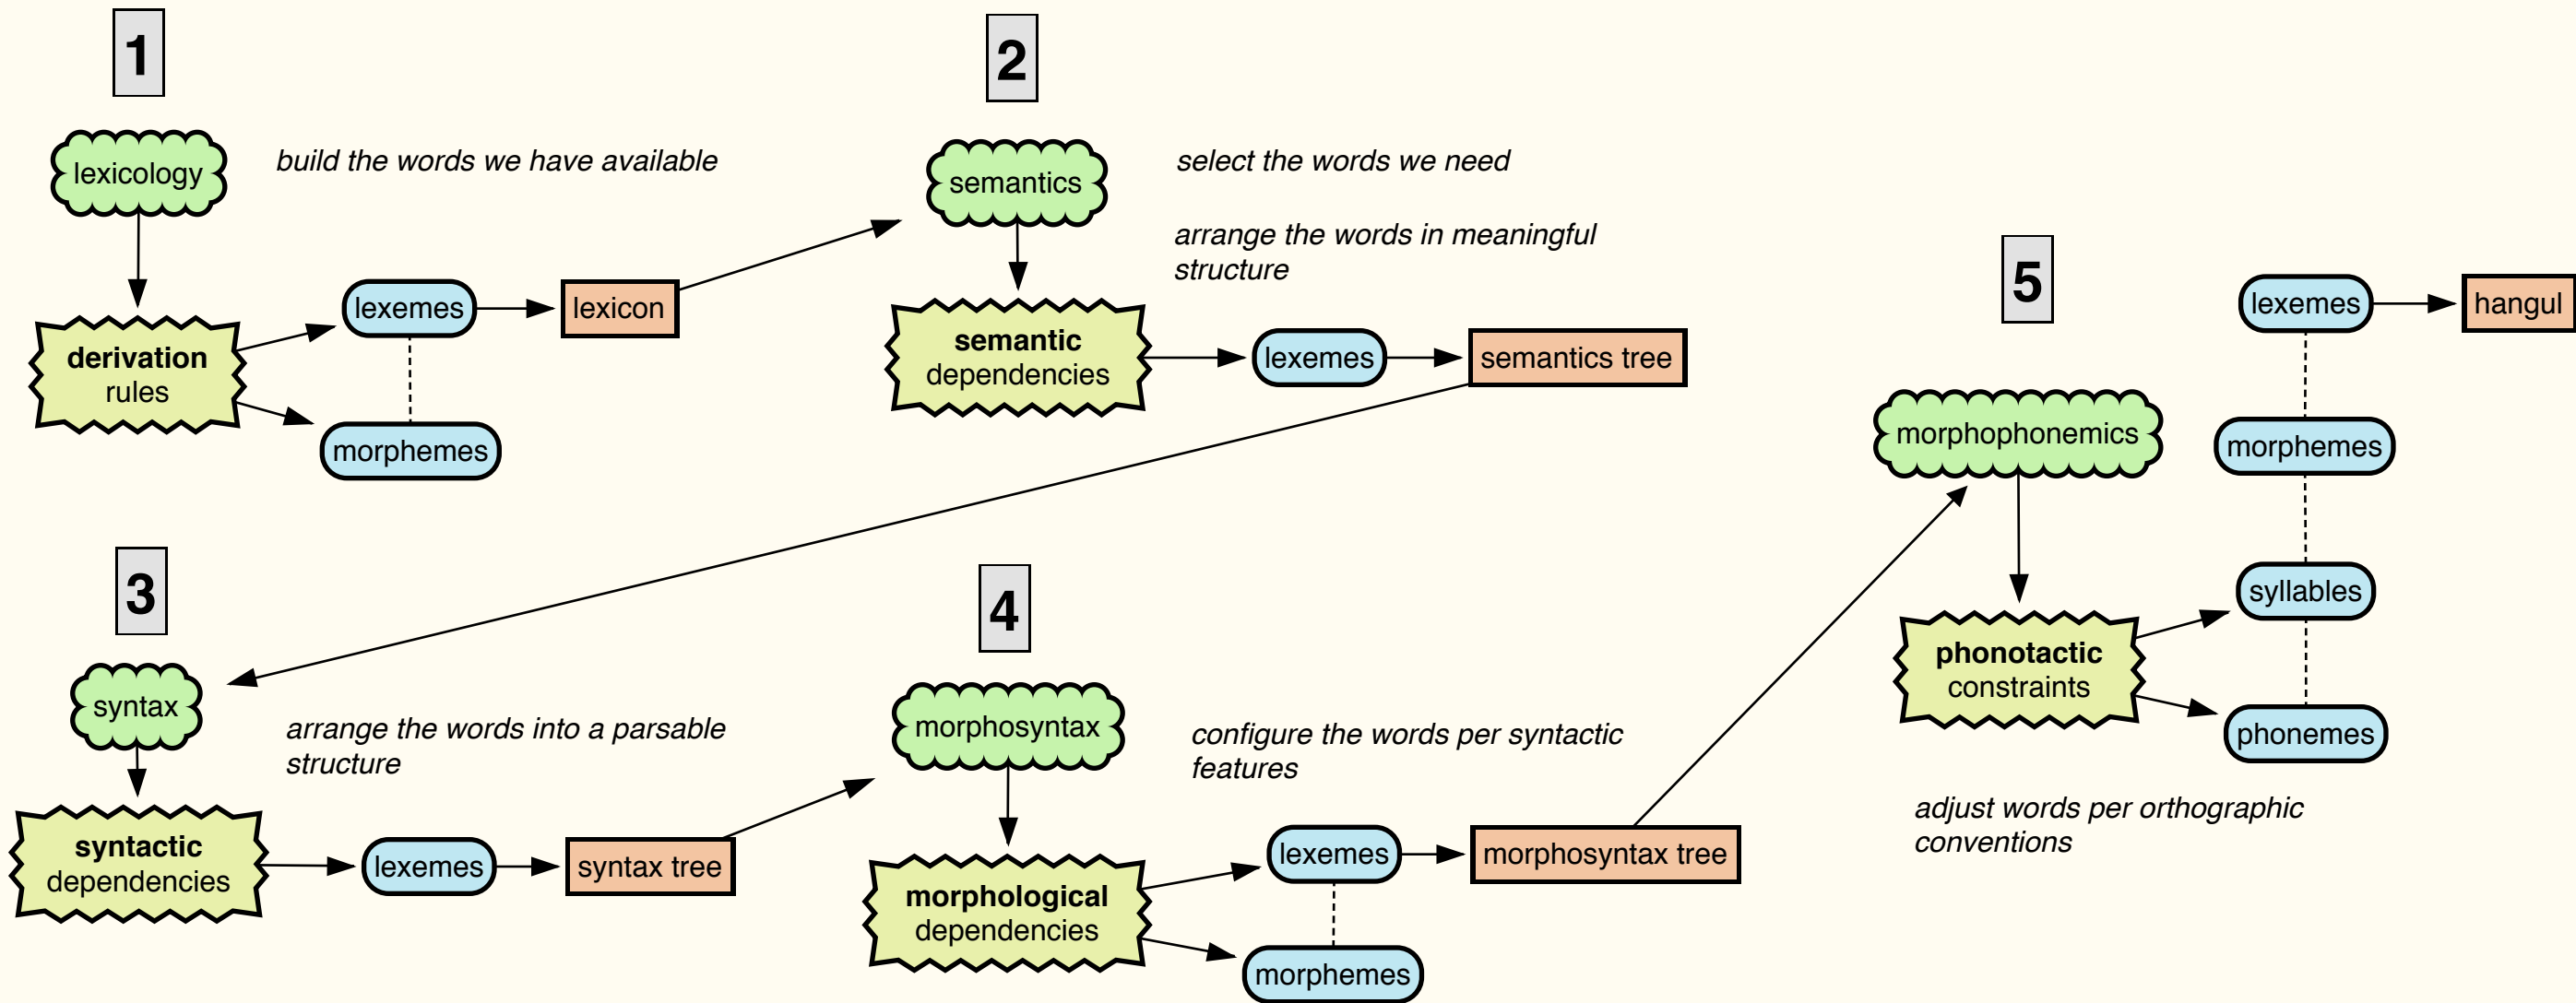 1
lexicology
build the words we have available
derivation
rules
lexemes
morphemes
lexicon
2
semantics
select the words we need
arrange the words in meaningful
structure
semantic
dependencies
lexemes
semantics tree
3
syntax
arrange the words into a parsable
structure
syntactic
dependencies
lexemes
syntax tree
4
morphosyntax
configure the words per syntactic
features
morphological
dependencies
lexemes
morphemes
morphosyntax tree
5
morphophonemics
phonotactic
constraints
lexemes
hangul
morphemes
syllables
phonemes
adjust words per orthographic
conventions